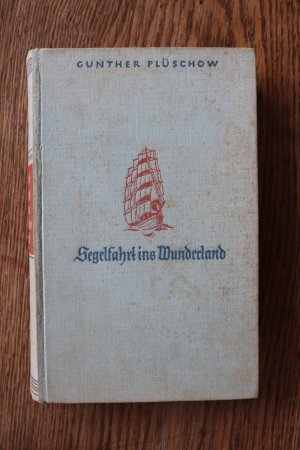 GUNTHER PLÜSCHOW
Segelfahrt ins Wunderland